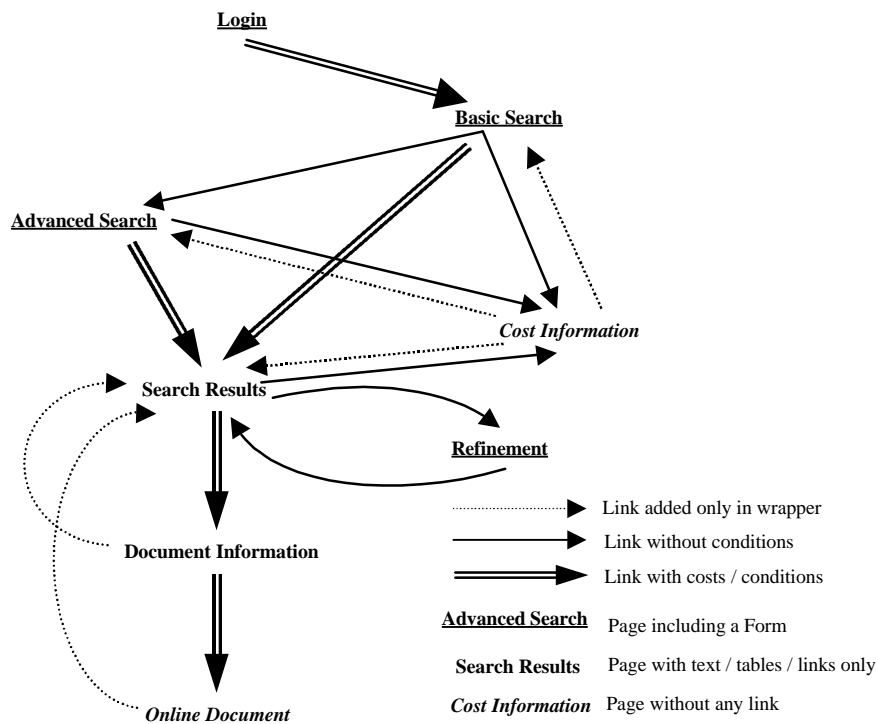 Login
Basic Search
Advanced Search
Cost Information
Search Results
Refinement
Document Information
Online Document
Link added only in wrapper
Link without conditions
Link with costs / conditions
Advanced Search Page including a Form
Search Results Page with text / tables / links only
Cost Information Page without any link